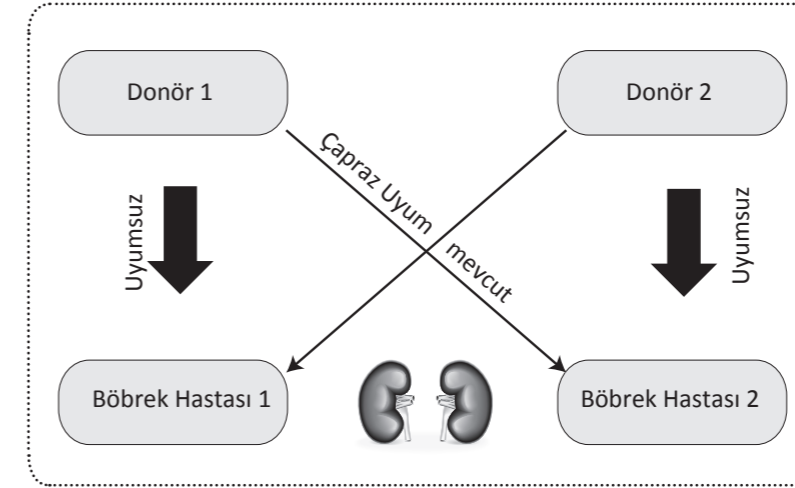 Donör 1
Donör 2
Çapraz Uyum mevcut
Uyumsuz
Uyumsuz
Böbrek Hastası 1
Böbrek Hastası 2